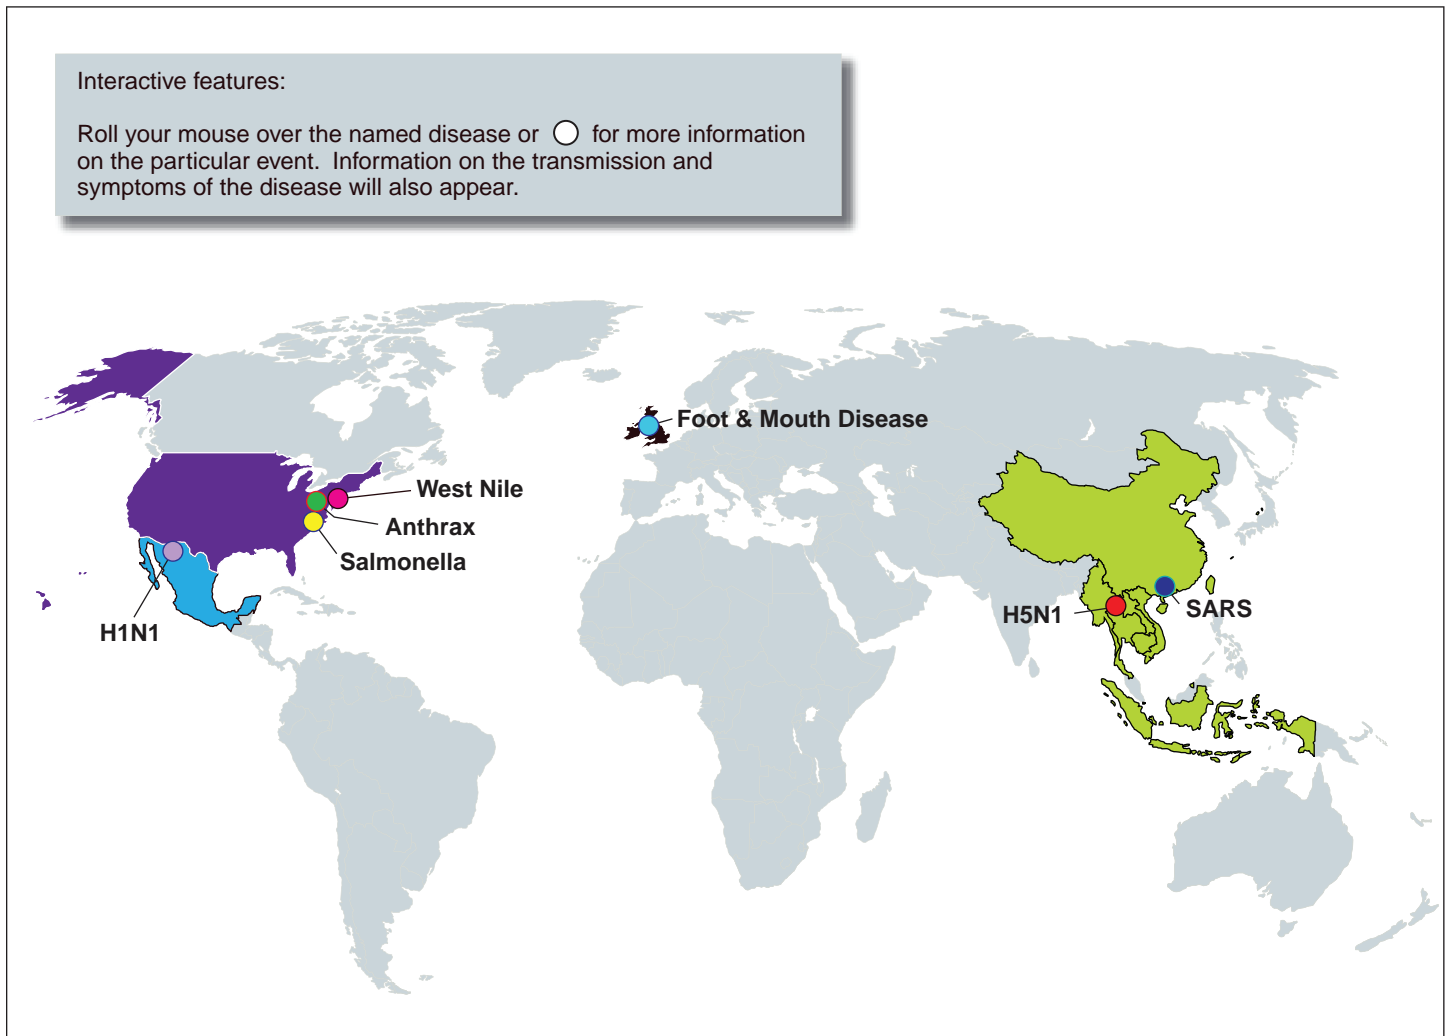 Interactive features:
Roll your mouse over the named disease or for more information
on the particular event. Information on the transmission and
symptoms of the disease will also appear.
Foot & Mouth Disease
West Nile
Anthrax
Salmonella
H1N1
H5N1
SARS